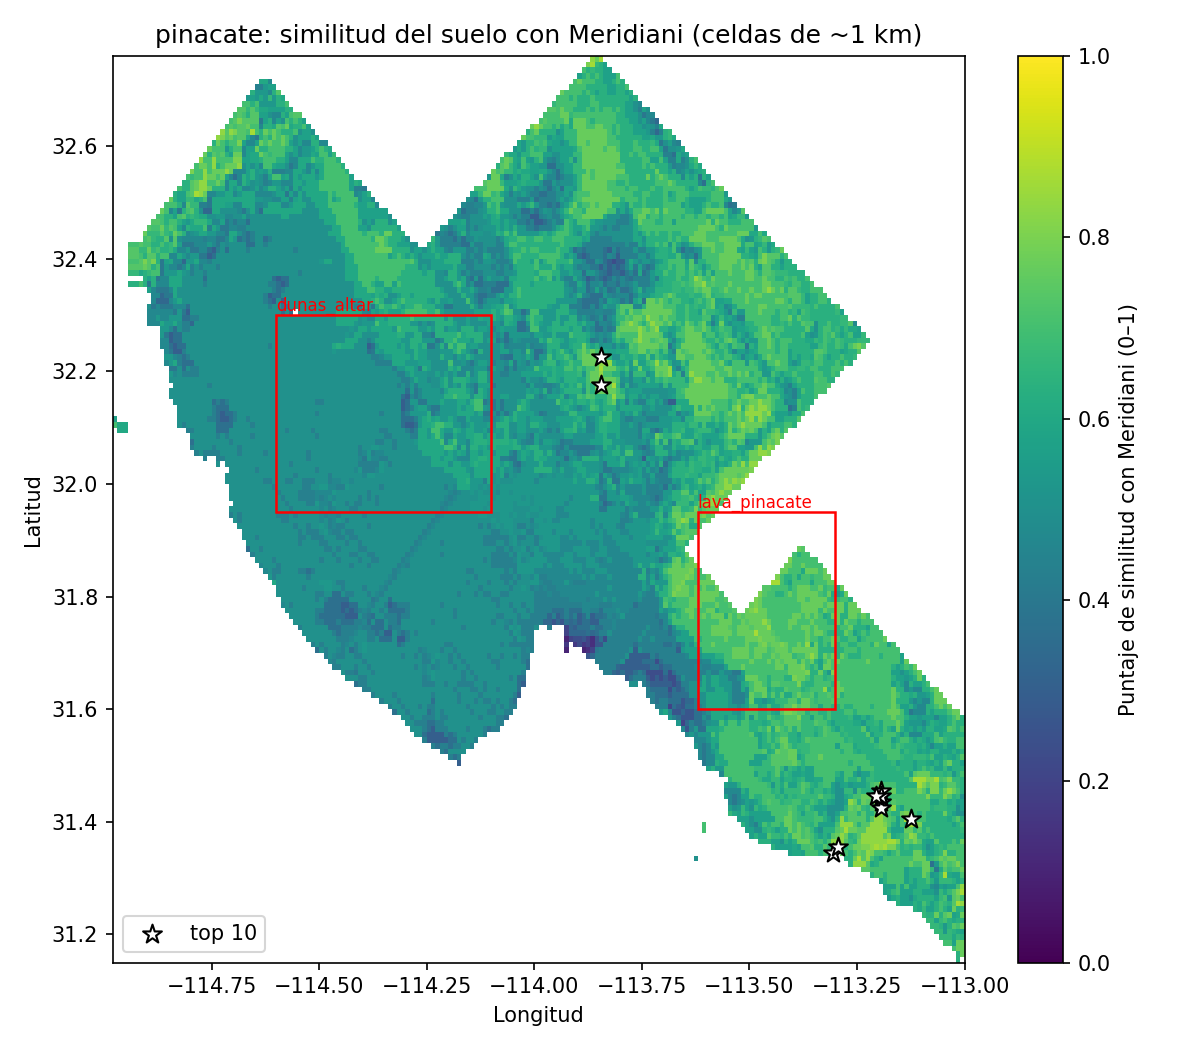 pinacate: similitud del suelo con Meridiani (celdas de ~1 km)
1.0
32.6
0.8
32.4
dunas_altar
32.2
0.6
32.0
lava_pinacate
Latitud
Puntaje de similitud con Meridiani (0–1)
31.8
0.4
31.6
31.4
0.2
31.2
top 10
0.0
−114.75 −114.50 −114.25 −114.00 −113.75 −113.50 −113.25 −113.00
Longitud